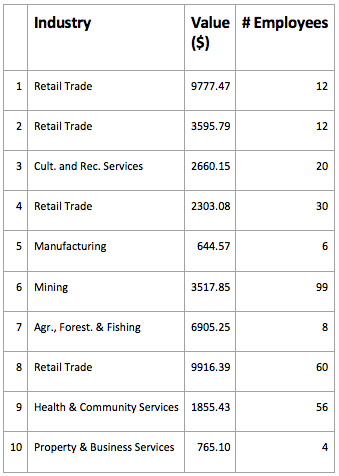 Industry Value # Employees
($)
1 Retail Trade 9777.47 12
2 Retail Trade 3595.79 12
3 Cult. and Rec. Services 2660.15 20
4 Retail Trade 2303.08 30
5 Manufacturing 644.57 6
6 Mining 3517.85 99
7 Agr., Forest. & Fishing 6905.25 8
8 Retail Trade 9916.39 60
9 Health & Community Services 1855.43 56
10 Property & Business Services 765.10 4